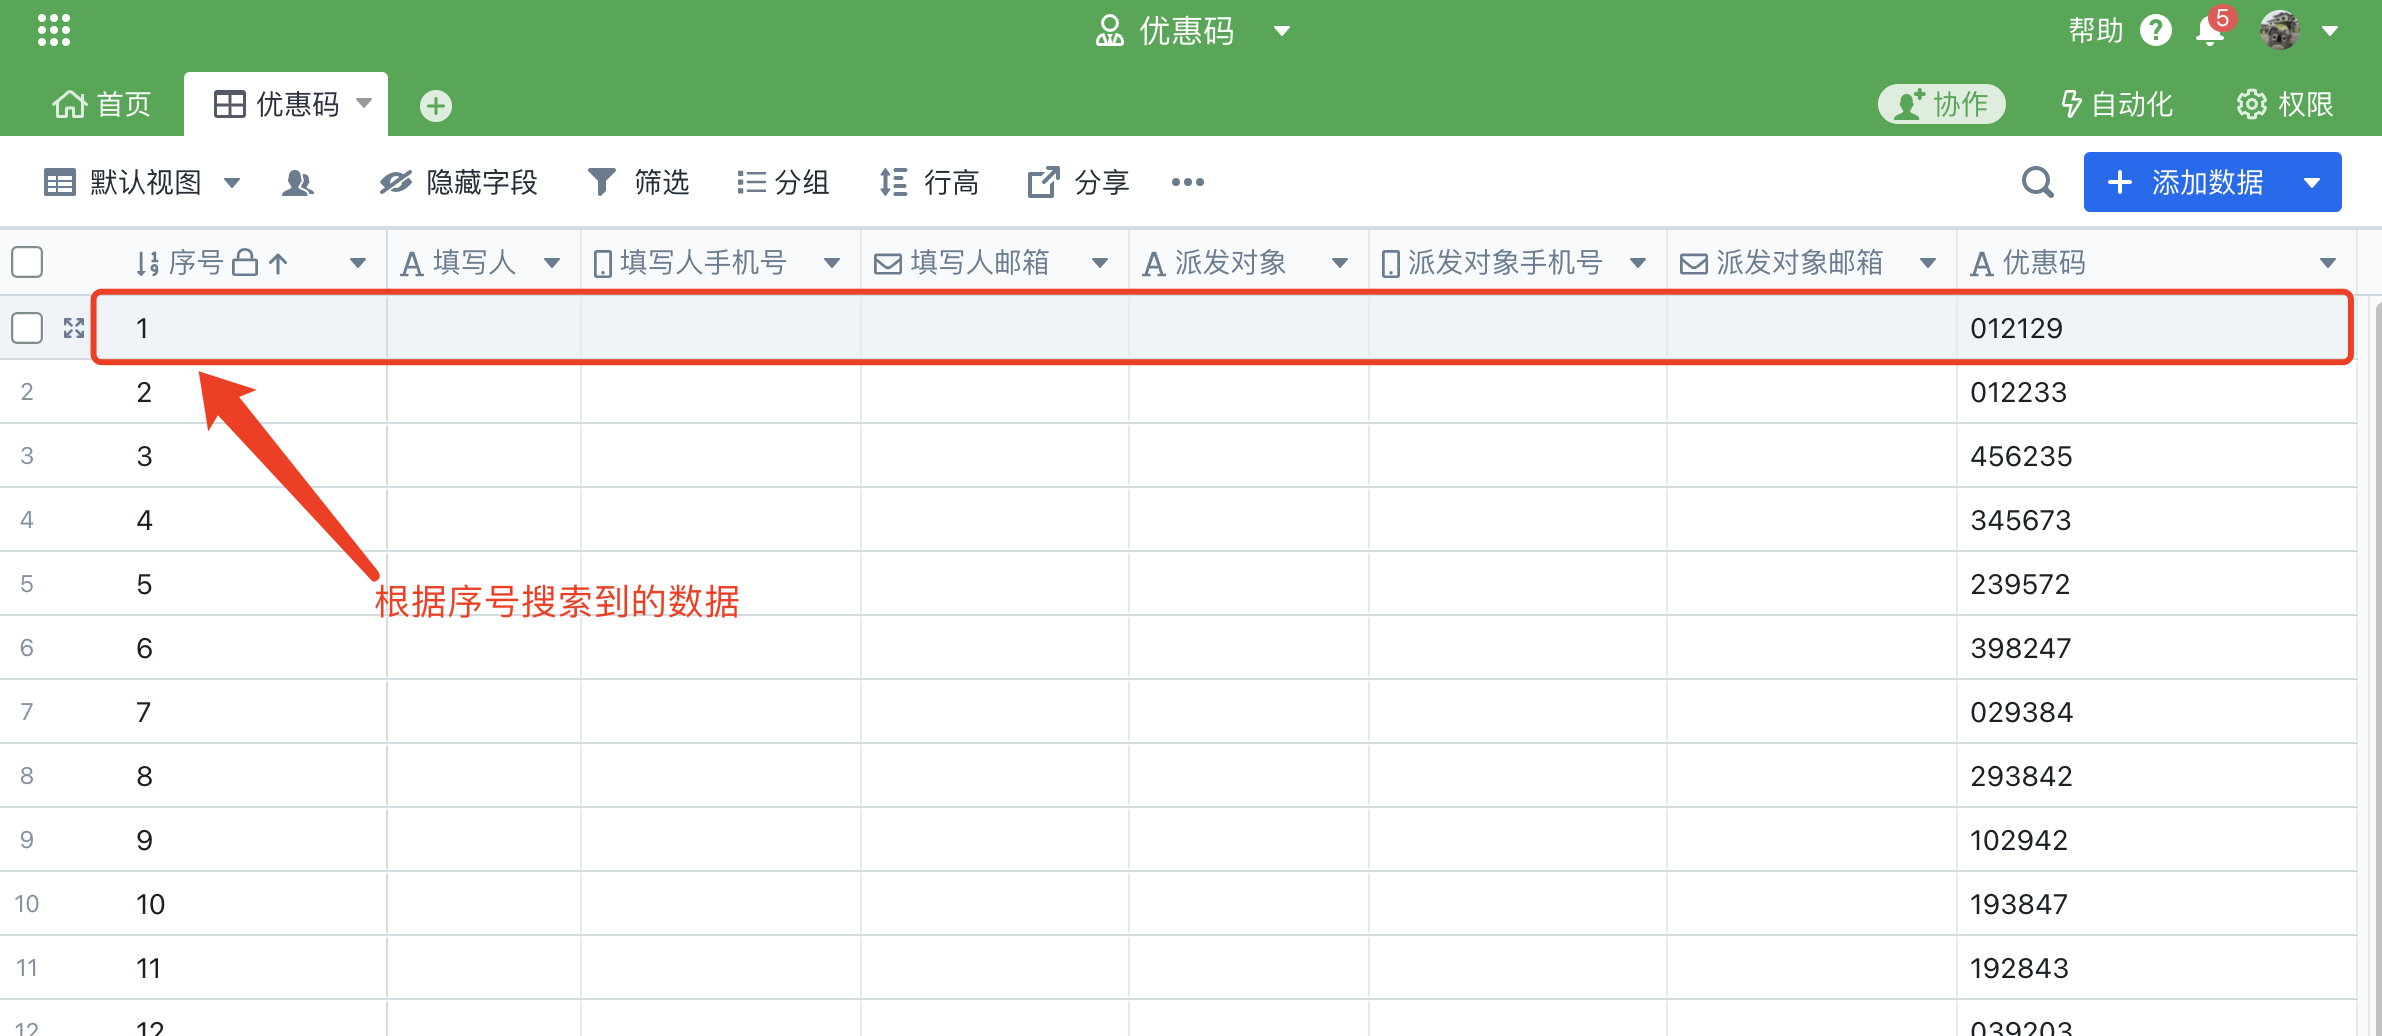 优惠码
帮助 5
首页 优惠码 协作 自动化 权限
默认视图 隐藏字段 筛选 分组 行高 分享 添加数据
序号 填写人 填写人手机号 填写人邮箱 派发对象 派发对象手机号 派发对象邮箱 优惠码
1 012129
2 2 012233
3 3 456235
4 4 345673
5 5 239572
根据序号搜索到的数据
6 6 398247
7 7 029384
8 8 293842
9 9 102942
10 10 193847
11 11 192843
12 12 039203